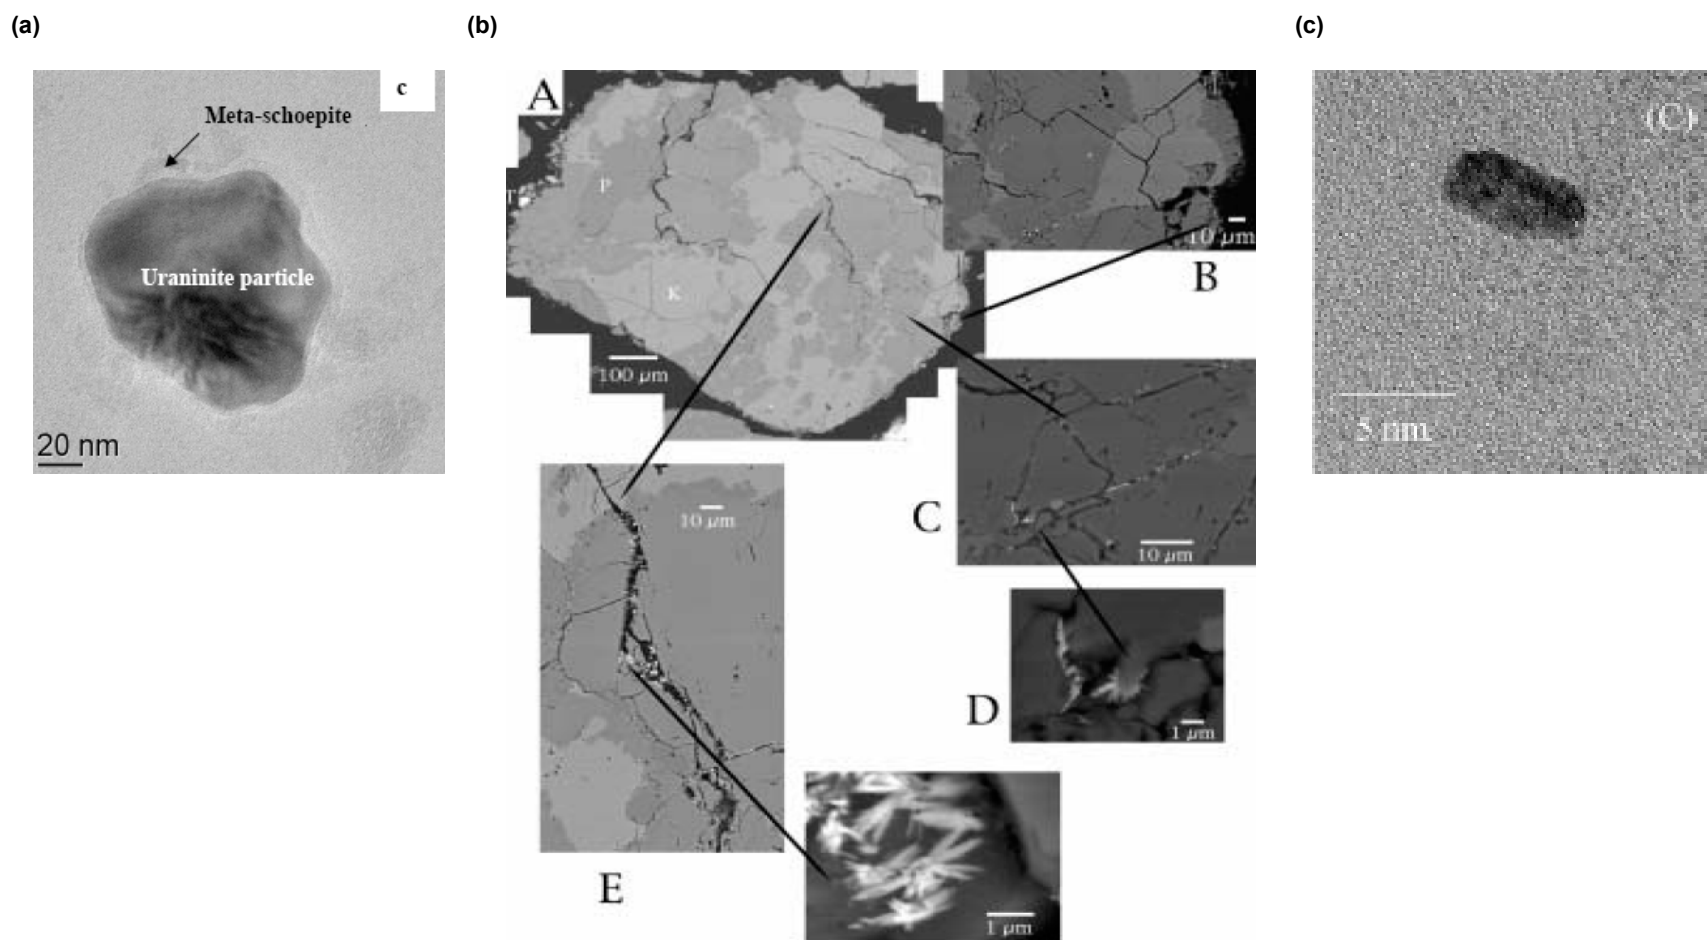 (a)
(b)
(c)
c
Meta-schoepite
Uraninite particle
20 nm
A
P
T
K
100 µm
10 µm
B
10 µm
C
10 µm
D
1 µm
E
1 µm
(C)
5 nm